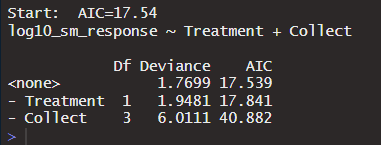 Start:  AIC=17.54
log10_sm_response ~ Treatment + Collect

            Df Deviance    AIC
<none>           1.7699 17.539
- Treatment  1   1.9481 17.841
- Collect    3   6.0111 40.882
>